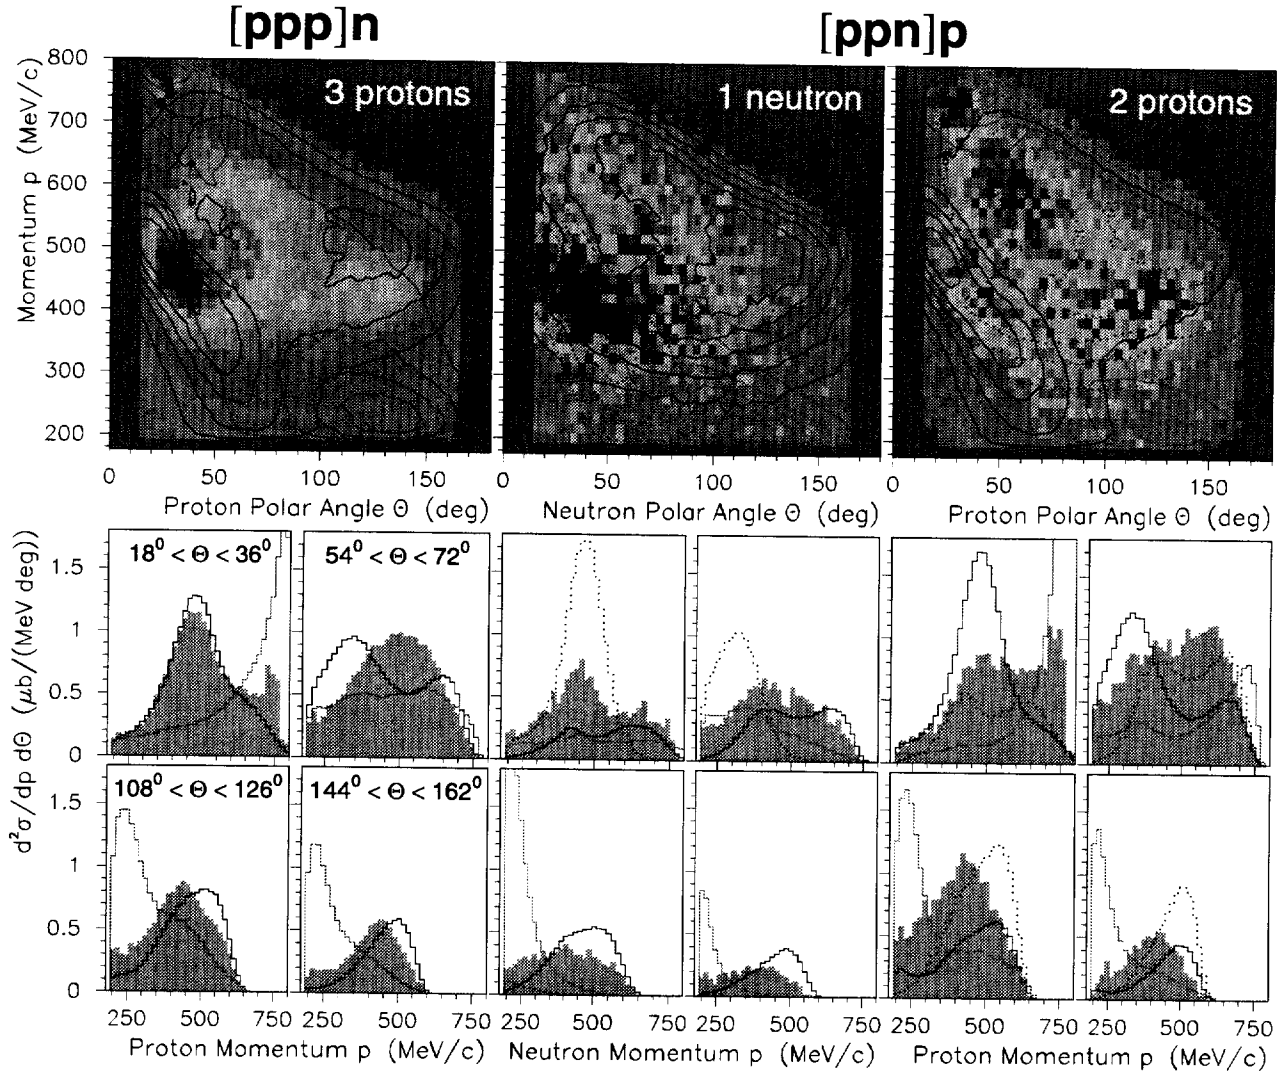 [ppp]n
[ppn]p
3 protons
1 neutron
2 protons
Momentum p (MeV/c)
800
700
600
500
400
300
200
0 50 100 150
0 50 100 150
0 50 100 150
Proton Polar Angle Θ (deg)
Neutron Polar Angle Θ (deg)
Proton Polar Angle Θ (deg)
d²σ/dp dΘ (μb/(MeV deg))
18⁰ < Θ < 36⁰
54⁰ < Θ < 72⁰
1.5
1
0.5
0
108⁰ < Θ < 126⁰
144⁰ < Θ < 162⁰
1.5
1
0.5
0
250 500 750
250 500 750
250 500 750
250 500 750
250 500 750
250 500 750
Proton Momentum p (MeV/c)
Neutron Momentum p (MeV/c)
Proton Momentum p (MeV/c)